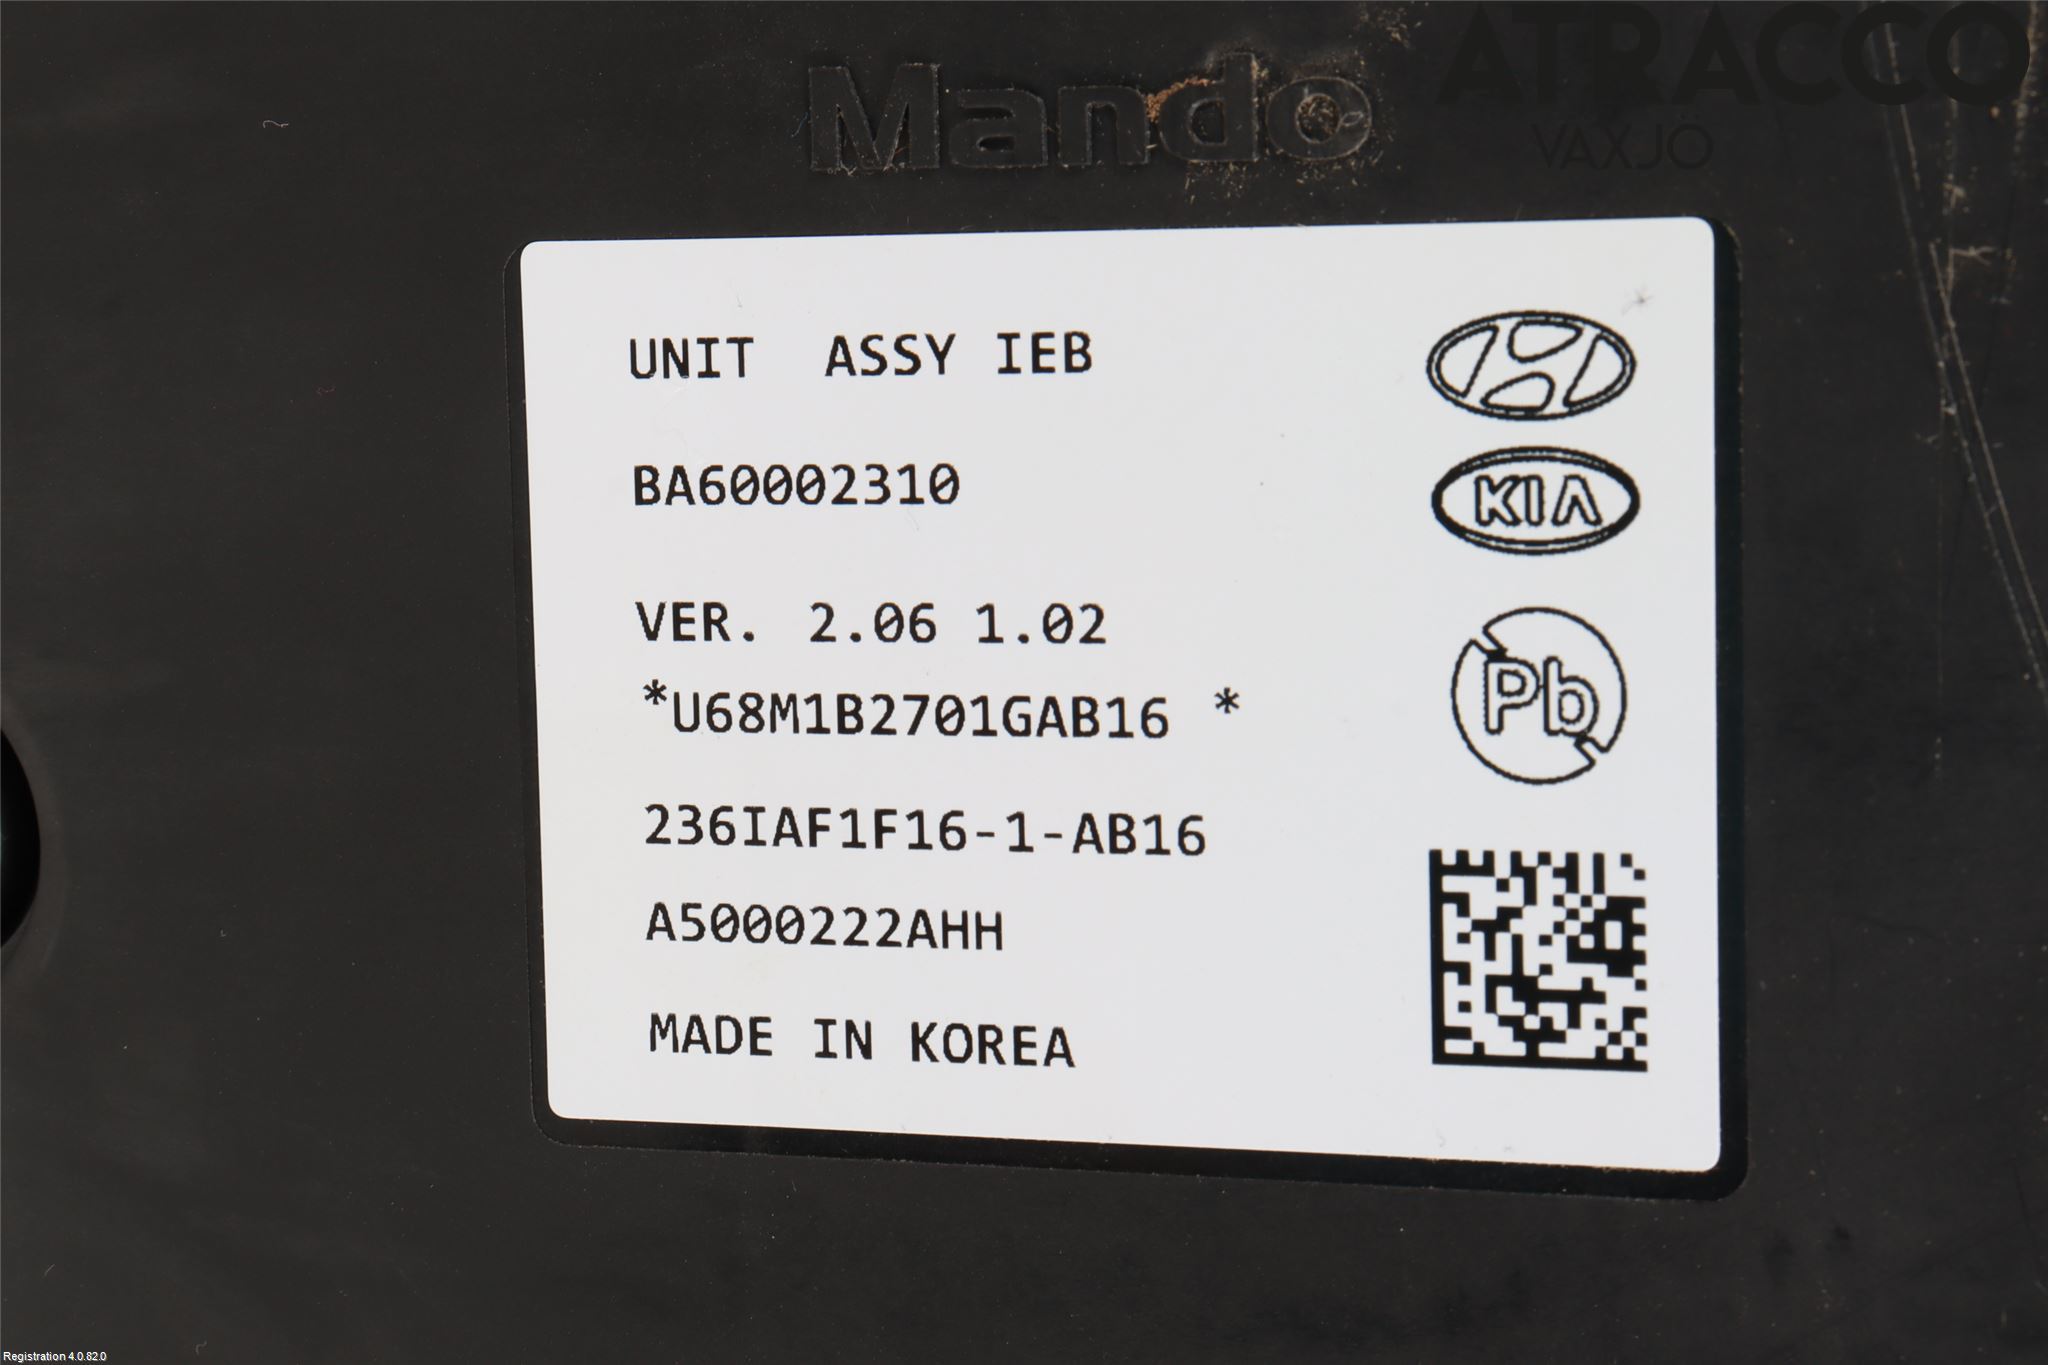 ATRACCO
VAXJÖ
Mando
UNIT ASSY IEB
BA60002310
VER. 2.06 1.02
*U68M1B2701GAB16 *
236IAF1F16-1-AB16
A5000222AHH
MADE IN KOREA
KIA
Pb
Registration 4.0.82.0